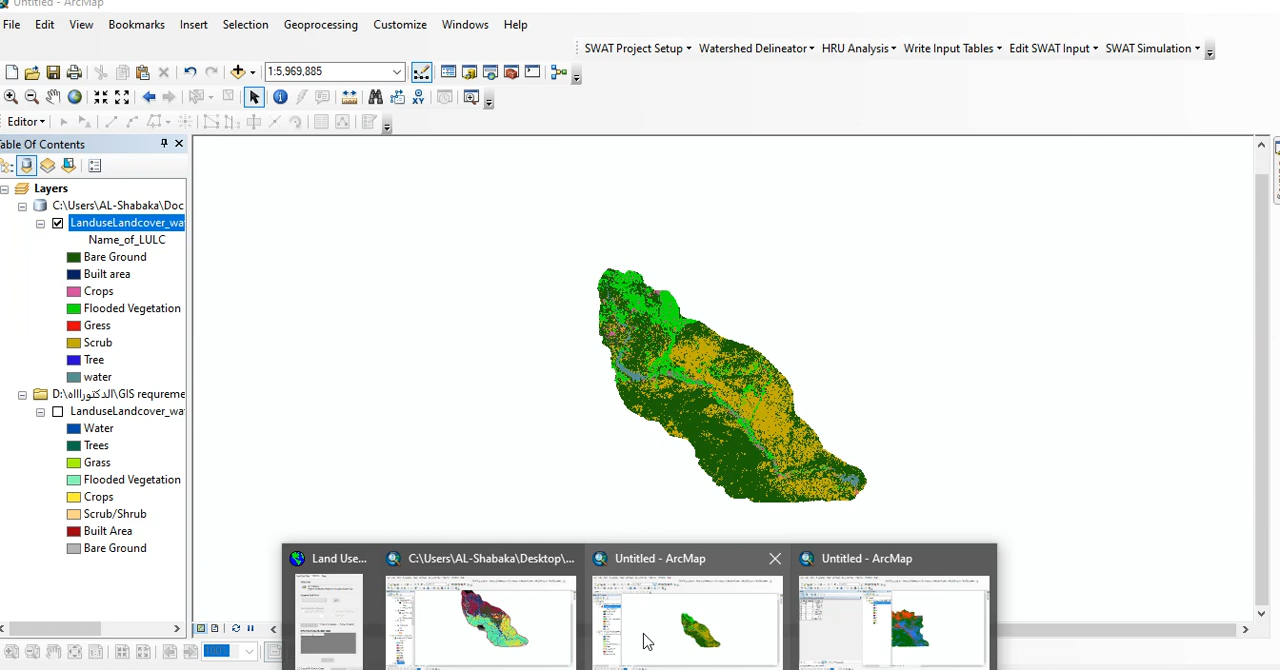 Untitled - ArcMap
File Edit View Bookmarks Insert Selection Geoprocessing Customize Windows Help
SWAT Project Setup Watershed Delineator HRU Analysis Write Input Tables Edit SWAT Input SWAT Simulation
1:5,969,885
Editor
Table Of Contents
Layers
C:\Users\AL-Shabaka\Doc
LanduseLandcover_wa
Name_of_LULC
Bare Ground
Built area
Crops
Flooded Vegetation
Gress
Scrub
Tree
water
D:\الدكتوراااه\GIS requreme
LanduseLandcover_wa
Water
Trees
Grass
Flooded Vegetation
Crops
Scrub/Shrub
Built Area
Bare Ground
Land Use...
C:\Users\AL-Shabaka\Desktop\...
Untitled - ArcMap
Untitled - ArcMap
100%